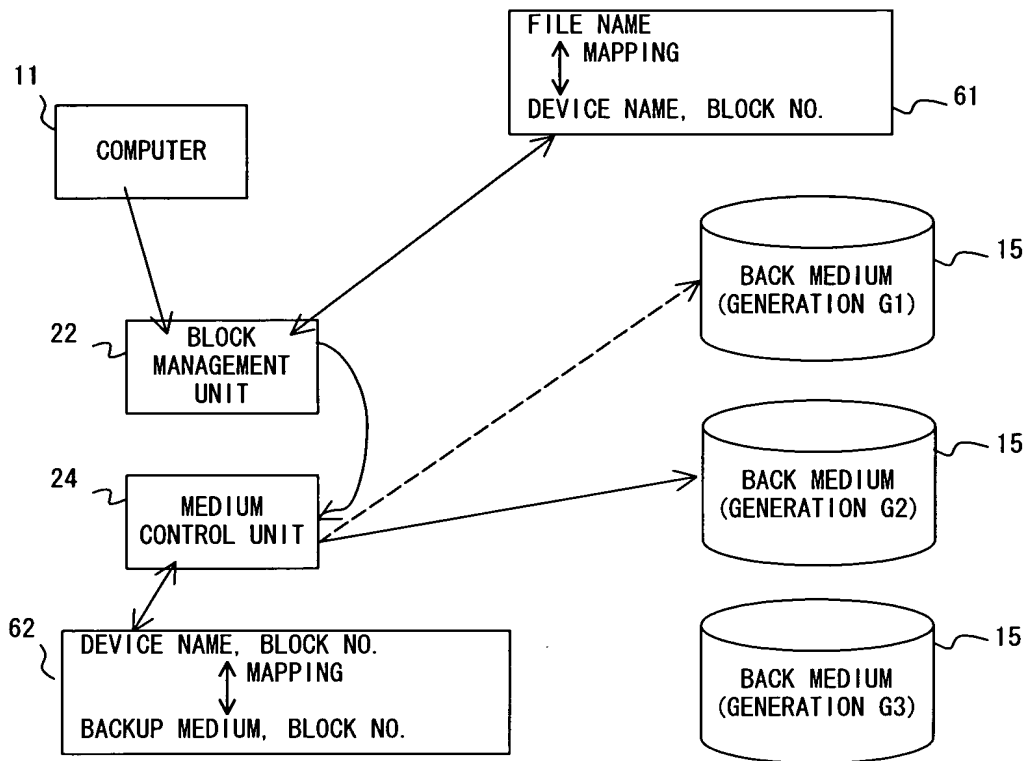 FILE NAME
MAPPING
DEVICE NAME, BLOCK NO.
61
11
COMPUTER
15
BACK MEDIUM
(GENERATION G1)
22
BLOCK
MANAGEMENT
UNIT
15
BACK MEDIUM
(GENERATION G2)
24
MEDIUM
CONTROL UNIT
62
DEVICE NAME, BLOCK NO.
MAPPING
BACKUP MEDIUM, BLOCK NO.
15
BACK MEDIUM
(GENERATION G3)